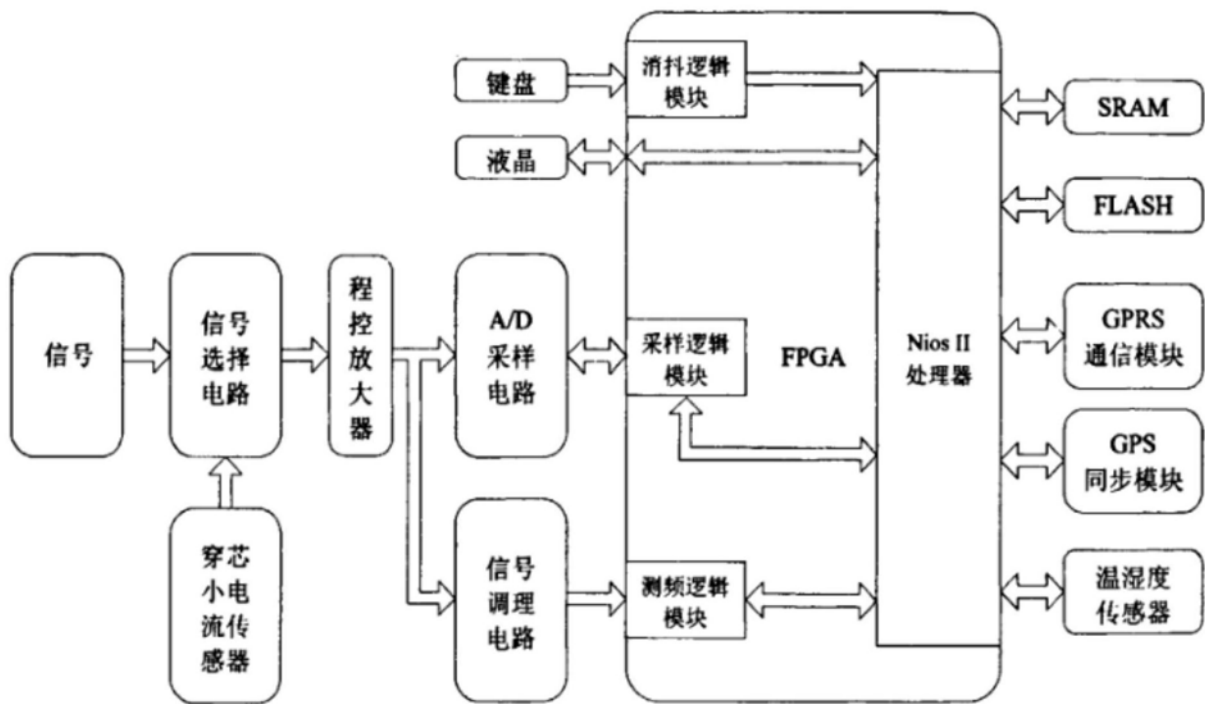 键盘
消抖逻辑
模块
液晶
信号
信号
选择
电路
穿芯
小电
流传
感器
程
控
放
大
器
A/D
采样
电路
信号
调理
电路
采样逻辑
模块
测频逻辑
模块
FPGA
Nios II
处理器
SRAM
FLASH
GPRS
通信模块
GPS
同步模块
温湿度
传感器